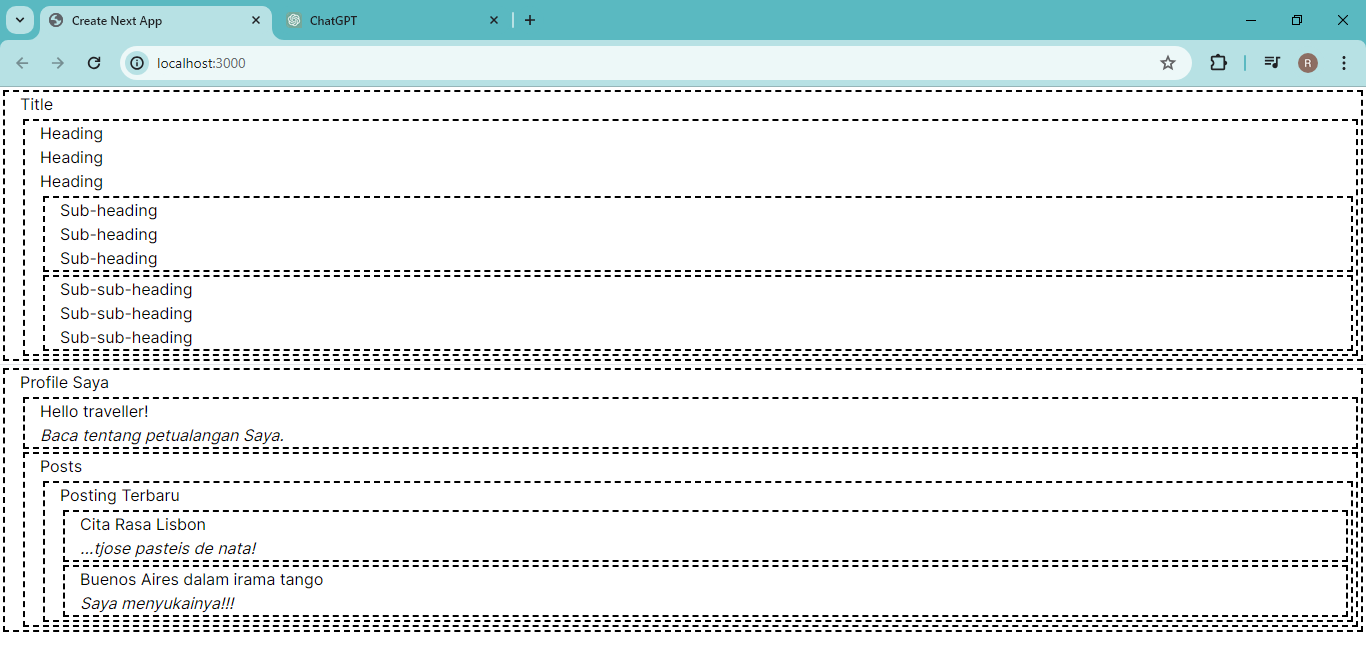 Create Next App
ChatGPT
localhost:3000
R
Title
Heading
Heading
Heading
Sub-heading
Sub-heading
Sub-heading
Sub-sub-heading
Sub-sub-heading
Sub-sub-heading
Profile Saya
Hello traveller!
Baca tentang petualangan Saya.
Posts
Posting Terbaru
Cita Rasa Lisbon
...tjose pasteis de nata!
Buenos Aires dalam irama tango
Saya menyukainya!!!